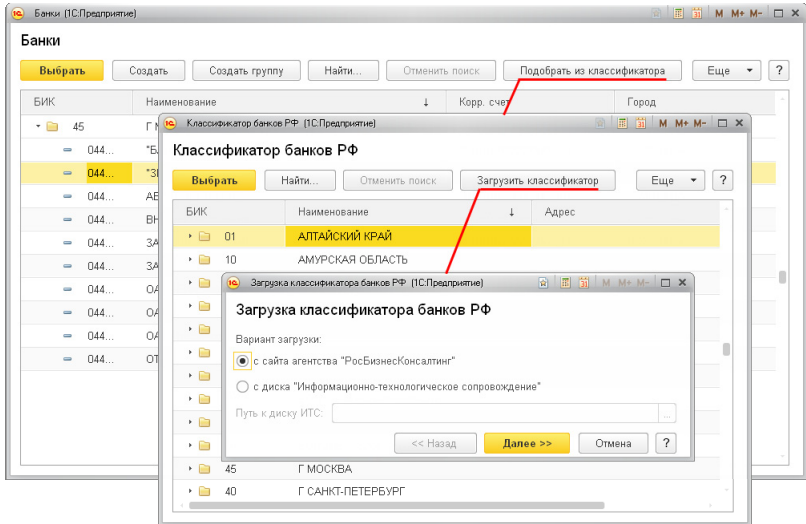 Банки (1С:Предприятие)
M M+ M-
Банки
Выбрать Создать Создать группу Найти... Отменить поиск Подобрать из классификатора Еще ?
БИК Наименование ↓ Корр. счет Город
45
044...
044...
044...
044...
044...
044...
044...
044...
044...
044...
Классификатор банков РФ (1С:Предприятие)
M M+ M-
Классификатор банков РФ
Выбрать Найти... Отменить поиск Загрузить классификатор Еще ?
БИК Наименование ↓ Адрес
01 АЛТАЙСКИЙ КРАЙ
10 АМУРСКАЯ ОБЛАСТЬ
Загрузка классификатора банков РФ (1С:Предприятие)
M M+ M-
Загрузка классификатора банков РФ
Вариант загрузки:
с сайта агентства "РосБизнесКонсалтинг"
с диска "Информационно-технологическое сопровождение"
Путь к диску ИТС: ...
<< Назад Далее >> Отмена ?
45 Г МОСКВА
40 Г САНКТ-ПЕТЕРБУРГ